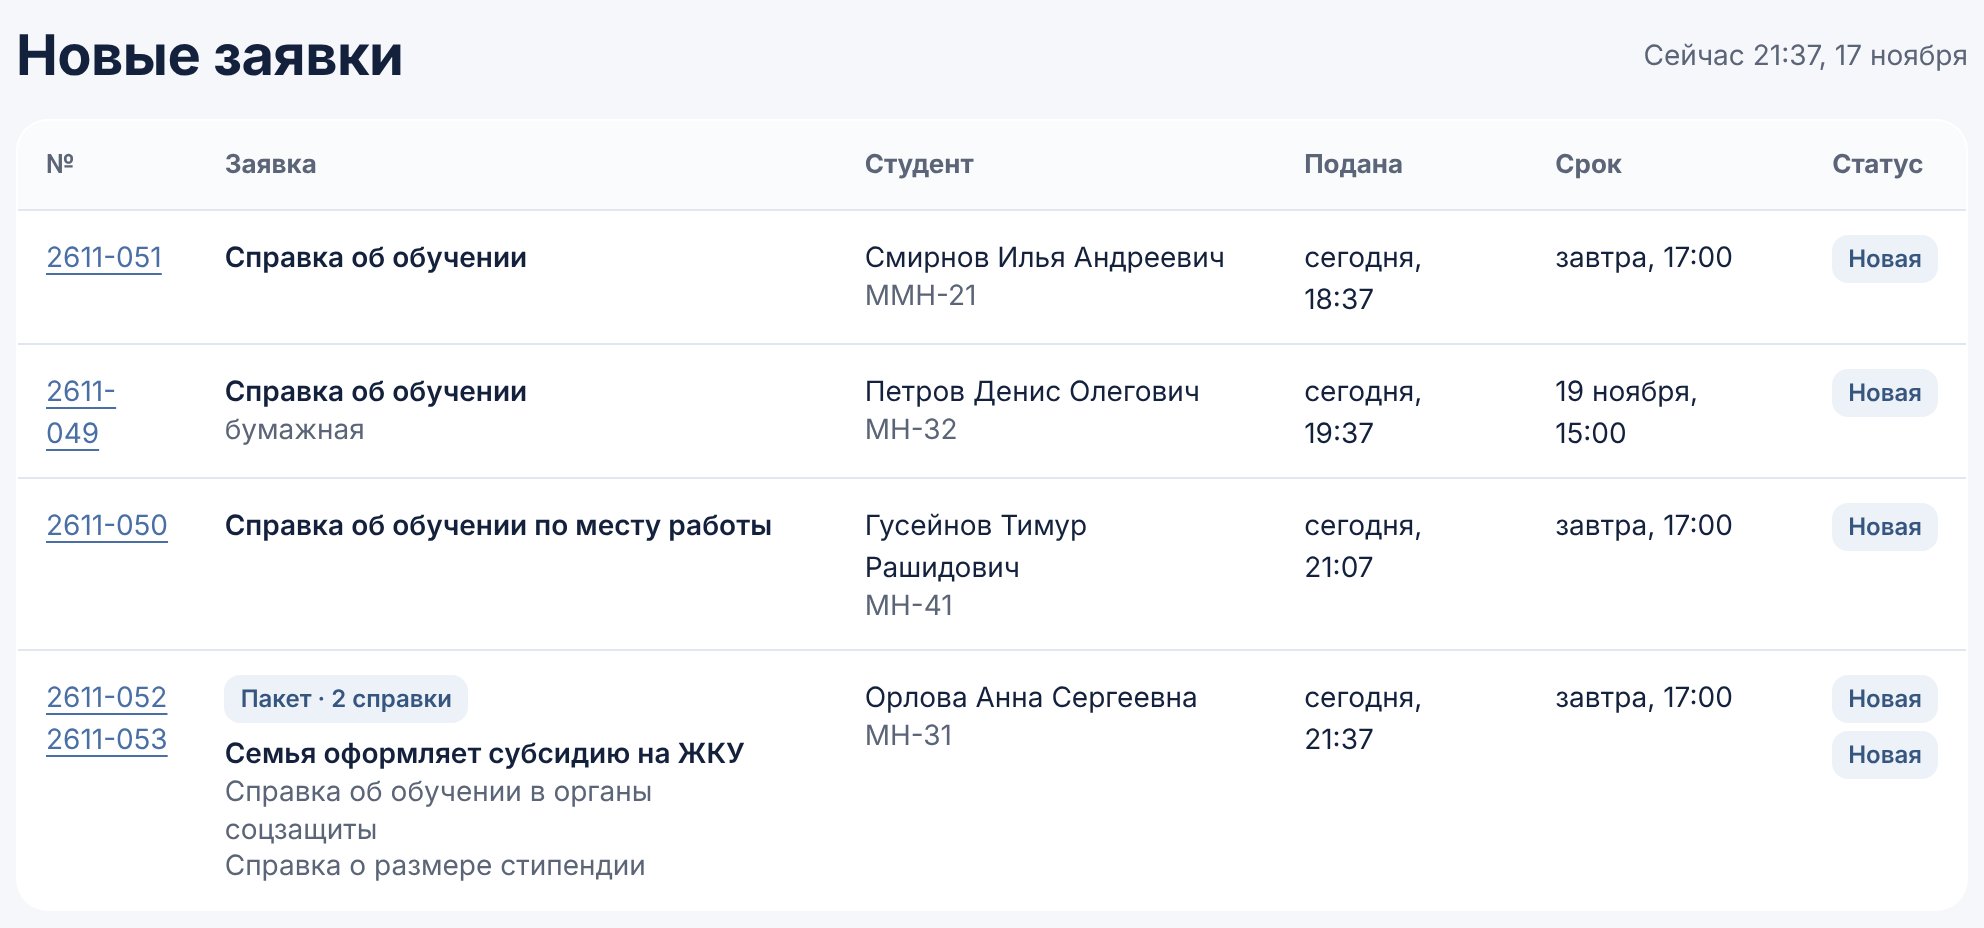 Новые заявки
Сейчас 21:37, 17 ноября
№ Заявка Студент Подана Срок Статус
2611-051 Справка об обучении Смирнов Илья Андреевич сегодня, завтра, 17:00 Новая
ММН-21 18:37
2611- Справка об обучении Петров Денис Олегович сегодня, 19 ноября, Новая
049 бумажная МН-32 19:37 15:00
2611-050 Справка об обучении по месту работы Гусейнов Тимур сегодня, завтра, 17:00 Новая
Рашидович 21:07
МН-41
2611-052 Пакет · 2 справки Орлова Анна Сергеевна сегодня, завтра, 17:00 Новая
2611-053 Семья оформляет субсидию на ЖКУ МН-31 21:37 Новая
Справка об обучении в органы
соцзащиты
Справка о размере стипендии